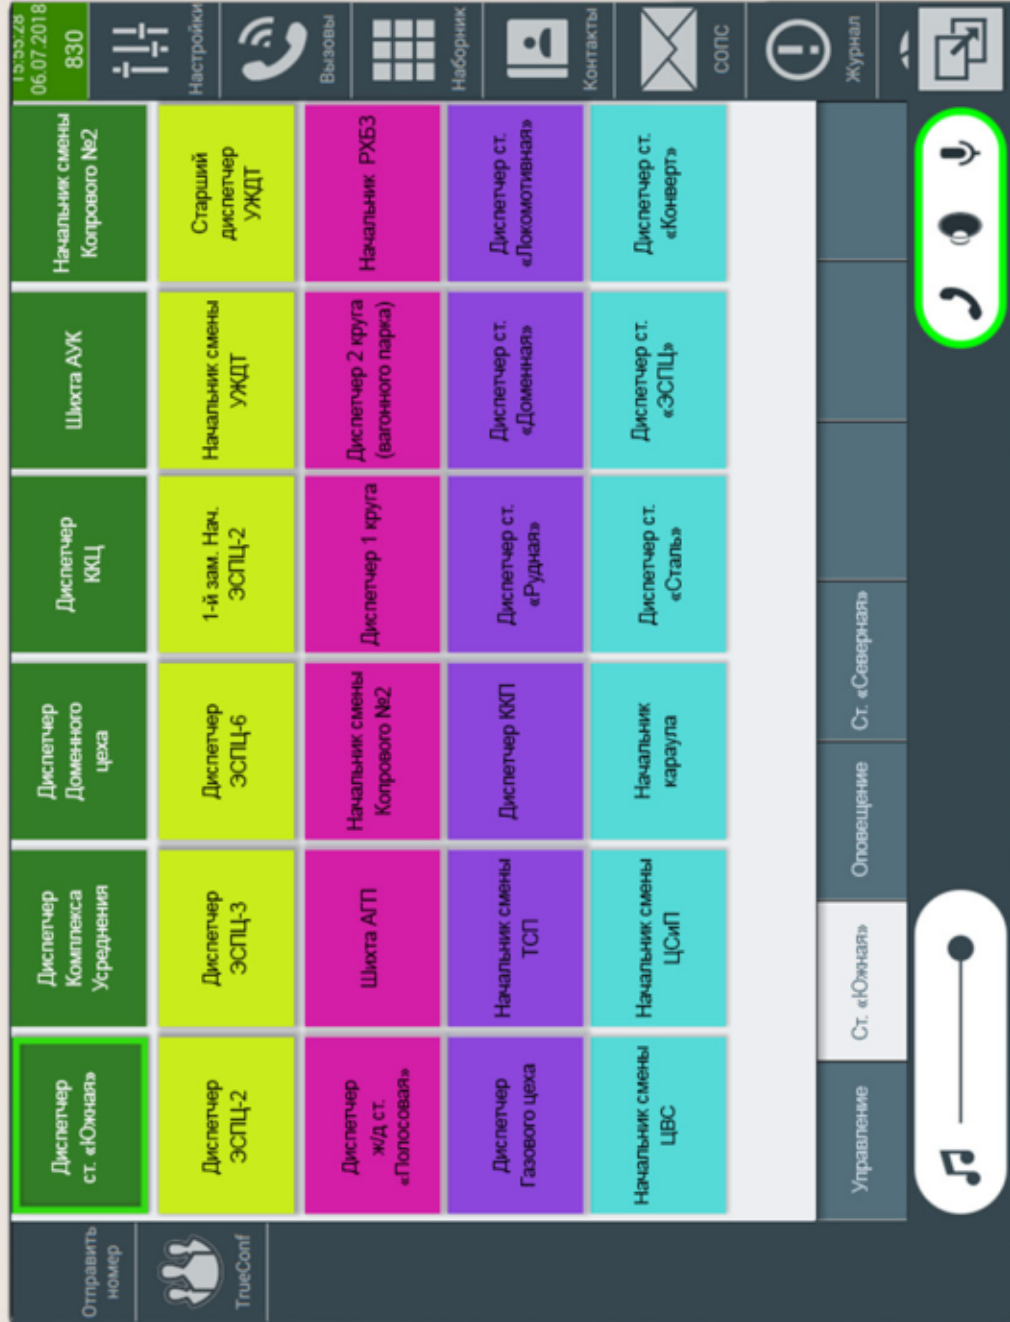 Отправить
номер
TrueConf
Диспетчер
ст. «Южная»
Диспетчер
Комплекса
Усреднения
Диспетчер
Доменного
цеха
Диспетчер
ККЦ
Шихта АУК
Начальник смены
Копрового №2
Диспетчер
ЭСПЦ-2
Диспетчер
ЭСПЦ-3
Диспетчер
ЭСПЦ-6
1-й зам. Нач.
ЭСПЦ-2
Начальник смены
УЖДТ
Старший
диспетчер
УЖДТ
Диспетчер
ж/д ст.
«Полосовая»
Шихта АГП
Начальник смены
Копрового №2
Диспетчер 1 круга
Диспетчер 2 круга
(вагонного парка)
Начальник РХБЗ
Диспетчер
Газового цеха
Начальник смены
ТСП
Диспетчер ККП
Диспетчер ст.
«Рудная»
Диспетчер ст.
«Доменная»
Диспетчер ст.
«Локомотивная»
Начальник смены
ЦВС
Начальник смены
ЦСиП
Начальник
караула
Диспетчер ст.
«Сталь»
Диспетчер ст.
«ЭСПЦ»
Диспетчер ст.
«Конверт»
Управление
Ст. «Южная»
Оповещение
Ст. «Северная»
15:55:28
06.07.2018
830
Настройки
Вызовы
Наборник
Контакты
СОПС
Журнал